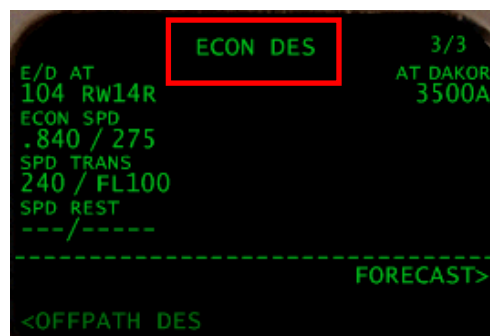 ECON DES 3/3
E/D AT AT DAKOR
104 RW14R 3500A
ECON SPD
.840 / 275
SPD TRANS
240 / FL100
SPD REST
---/-----
--------------------------------------
FORECAST>
<OFFPATH DES